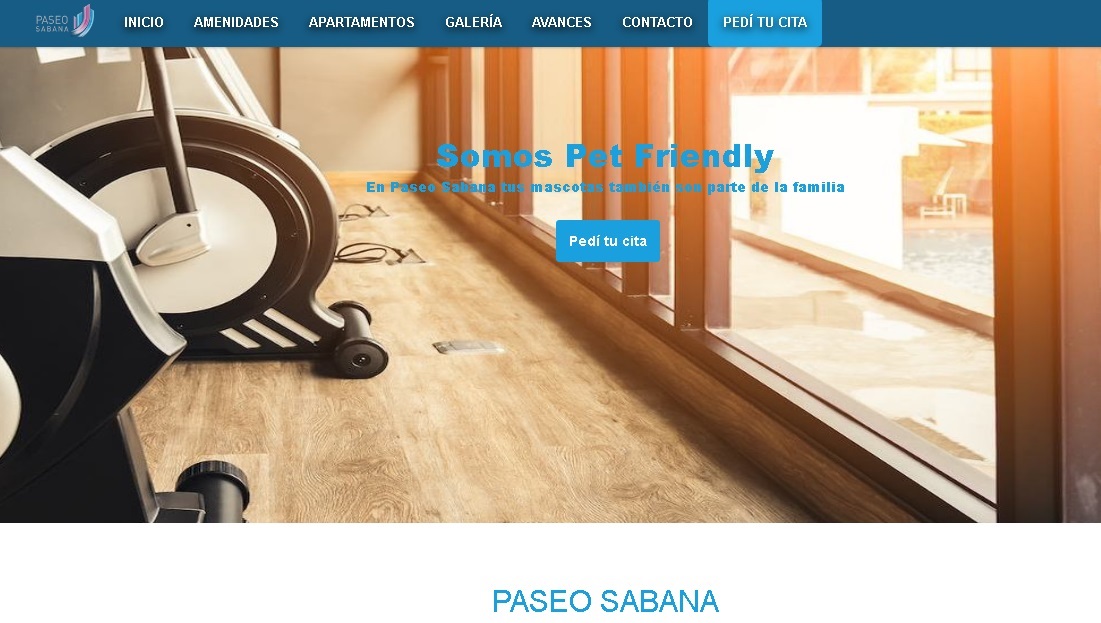 PASEO
SABANA
INICIO AMENIDADES APARTAMENTOS GALERÍA AVANCES CONTACTO PEDÍ TU CITA
Somos Pet Friendly
En Paseo Sabana tus mascotas también son parte de la familia
Pedí tu cita
PASEO SABANA